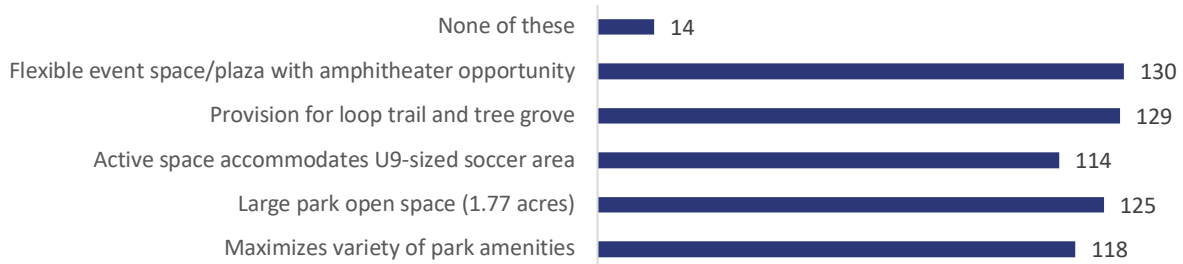 None of these 14
Flexible event space/plaza with amphitheater opportunity 130
Provision for loop trail and tree grove 129
Active space accommodates U9-sized soccer area 114
Large park open space (1.77 acres) 125
Maximizes variety of park amenities 118